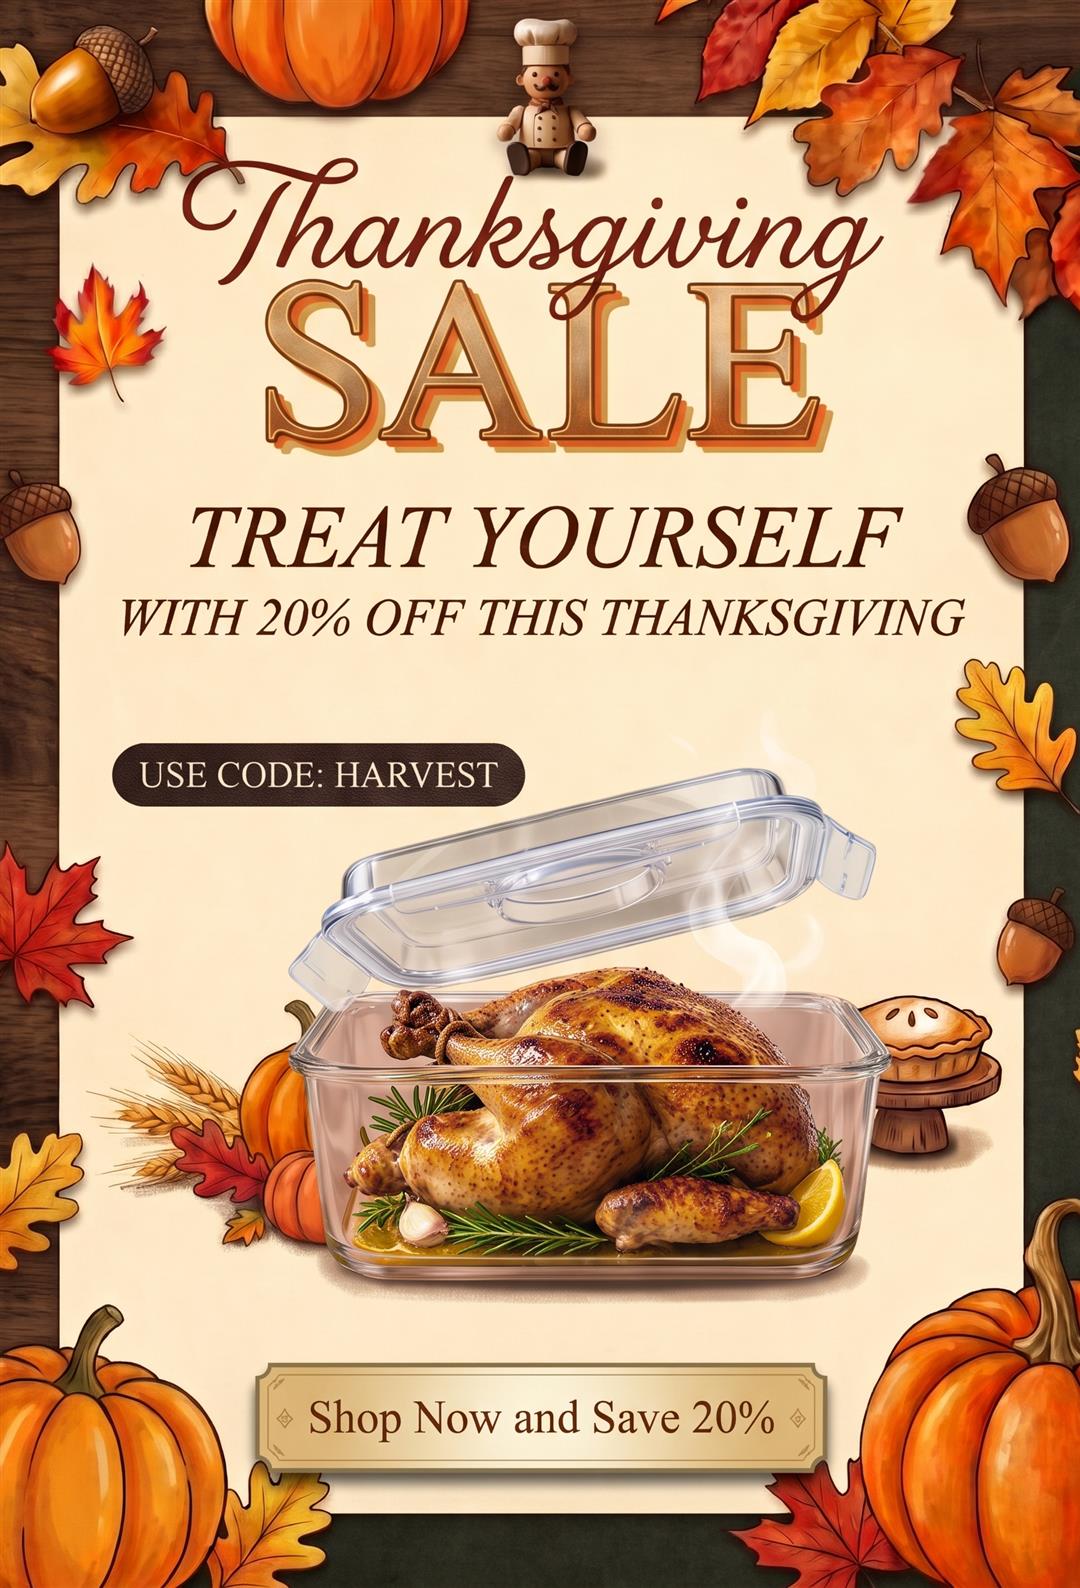 Thanksgiving
SALE
TREAT YOURSELF
WITH 20% OFF THIS THANKSGIVING
USE CODE: HARVEST
Shop Now and Save 20%